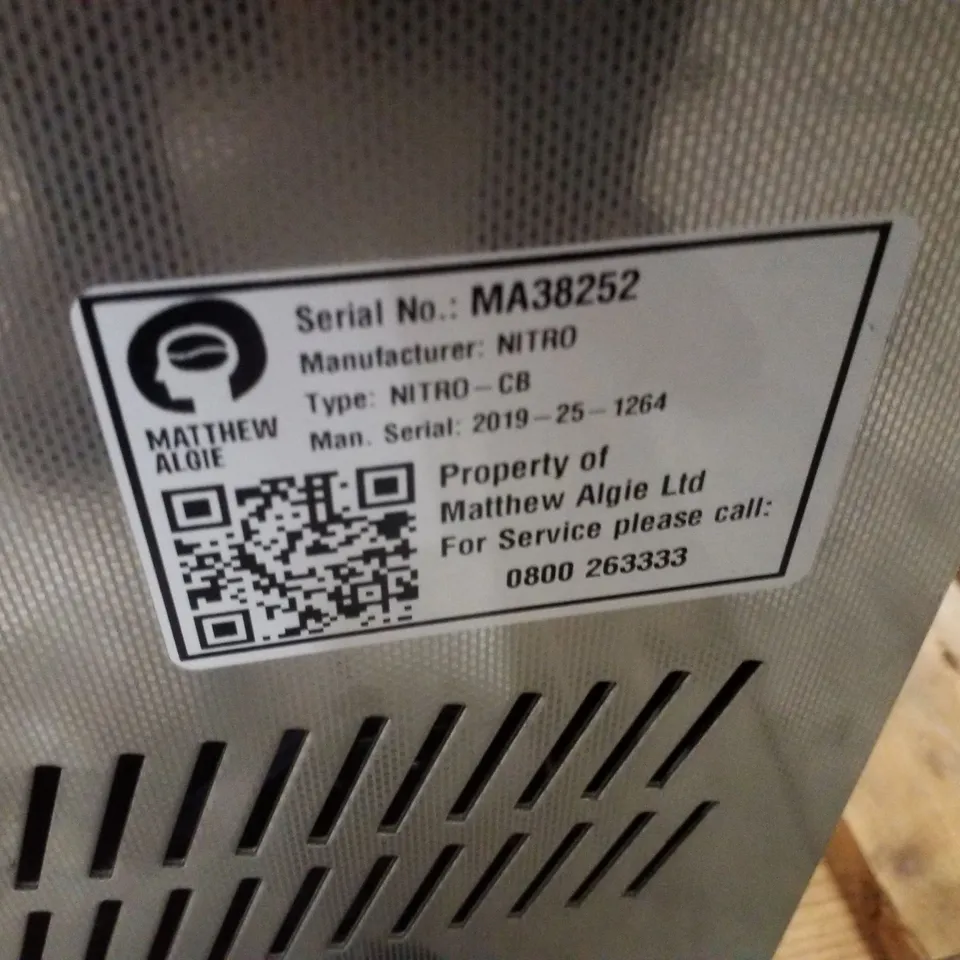 Serial No.: MA38252
Manufacturer: NITRO
Type: NITRO-CB
Man. Serial: 2019-25-1264
MATTHEW
ALGIE
Property of
Matthew Algie Ltd
For Service please call:
0800 263333